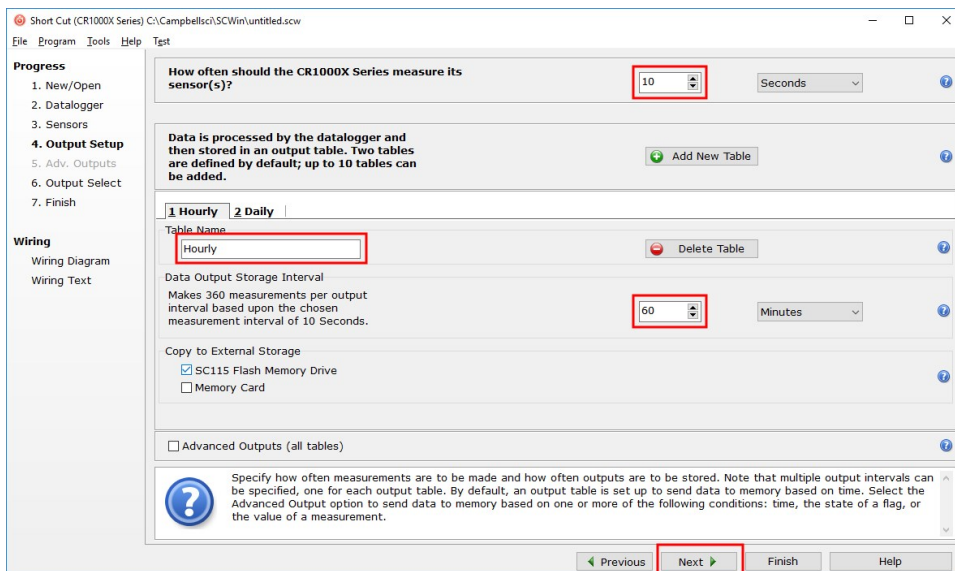 Short Cut (CR1000X Series) C:\Campbellsci\SCWin\untitled.scw
File Program Tools Help Test
Progress
1. New/Open
2. Datalogger
3. Sensors
4. Output Setup
5. Adv. Outputs
6. Output Select
7. Finish
Wiring
Wiring Diagram
Wiring Text
How often should the CR1000X Series measure its
sensor(s)?
10
Seconds
Data is processed by the datalogger and
then stored in an output table. Two tables
are defined by default; up to 10 tables can
be added.
Add New Table
1 Hourly 2 Daily
Table Name
Hourly
Delete Table
Data Output Storage Interval
Makes 360 measurements per output
interval based upon the chosen
measurement interval of 10 Seconds.
60
Minutes
Copy to External Storage
SC115 Flash Memory Drive
Memory Card
Advanced Outputs (all tables)
Specify how often measurements are to be made and how often outputs are to be stored. Note that multiple output intervals can
be specified, one for each output table. By default, an output table is set up to send data to memory based on time. Select the
Advanced Output option to send data to memory based on one or more of the following conditions: time, the state of a flag, or
the value of a measurement.
Previous Next Finish Help